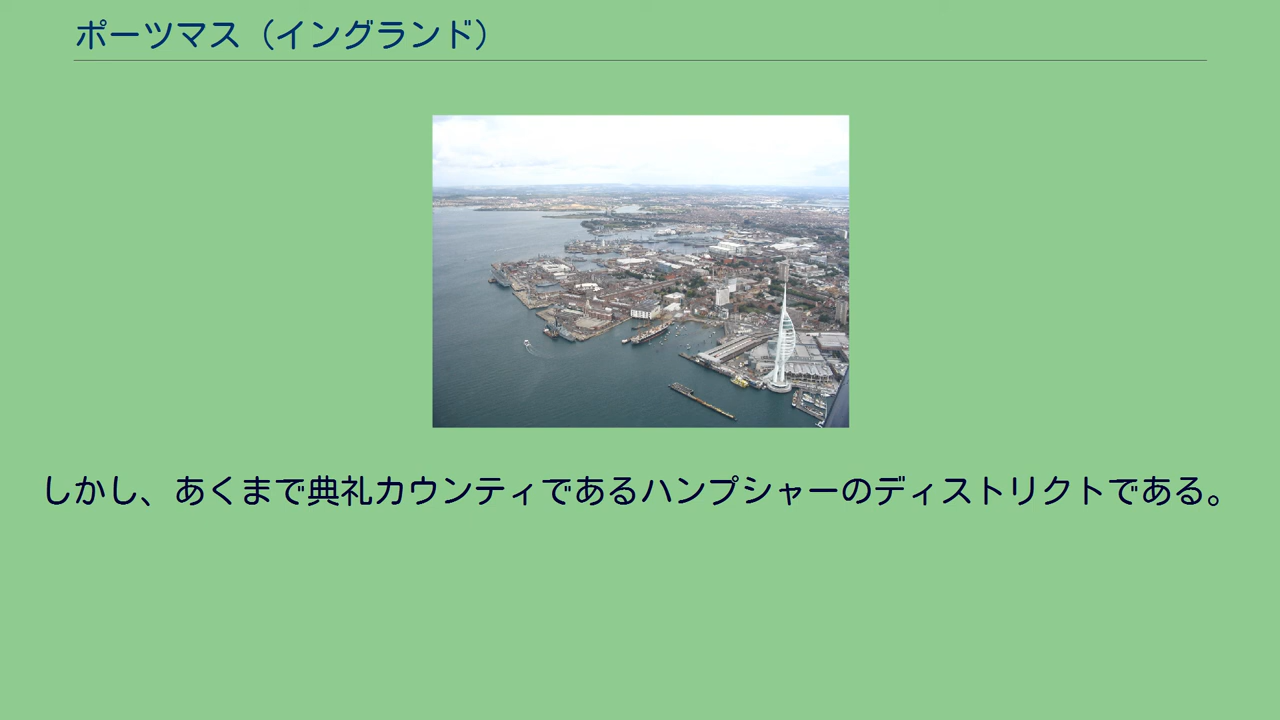 ポーツマス（イングランド）
しかし、あくまで典礼カウンティであるハンプシャーのディストリクトである。